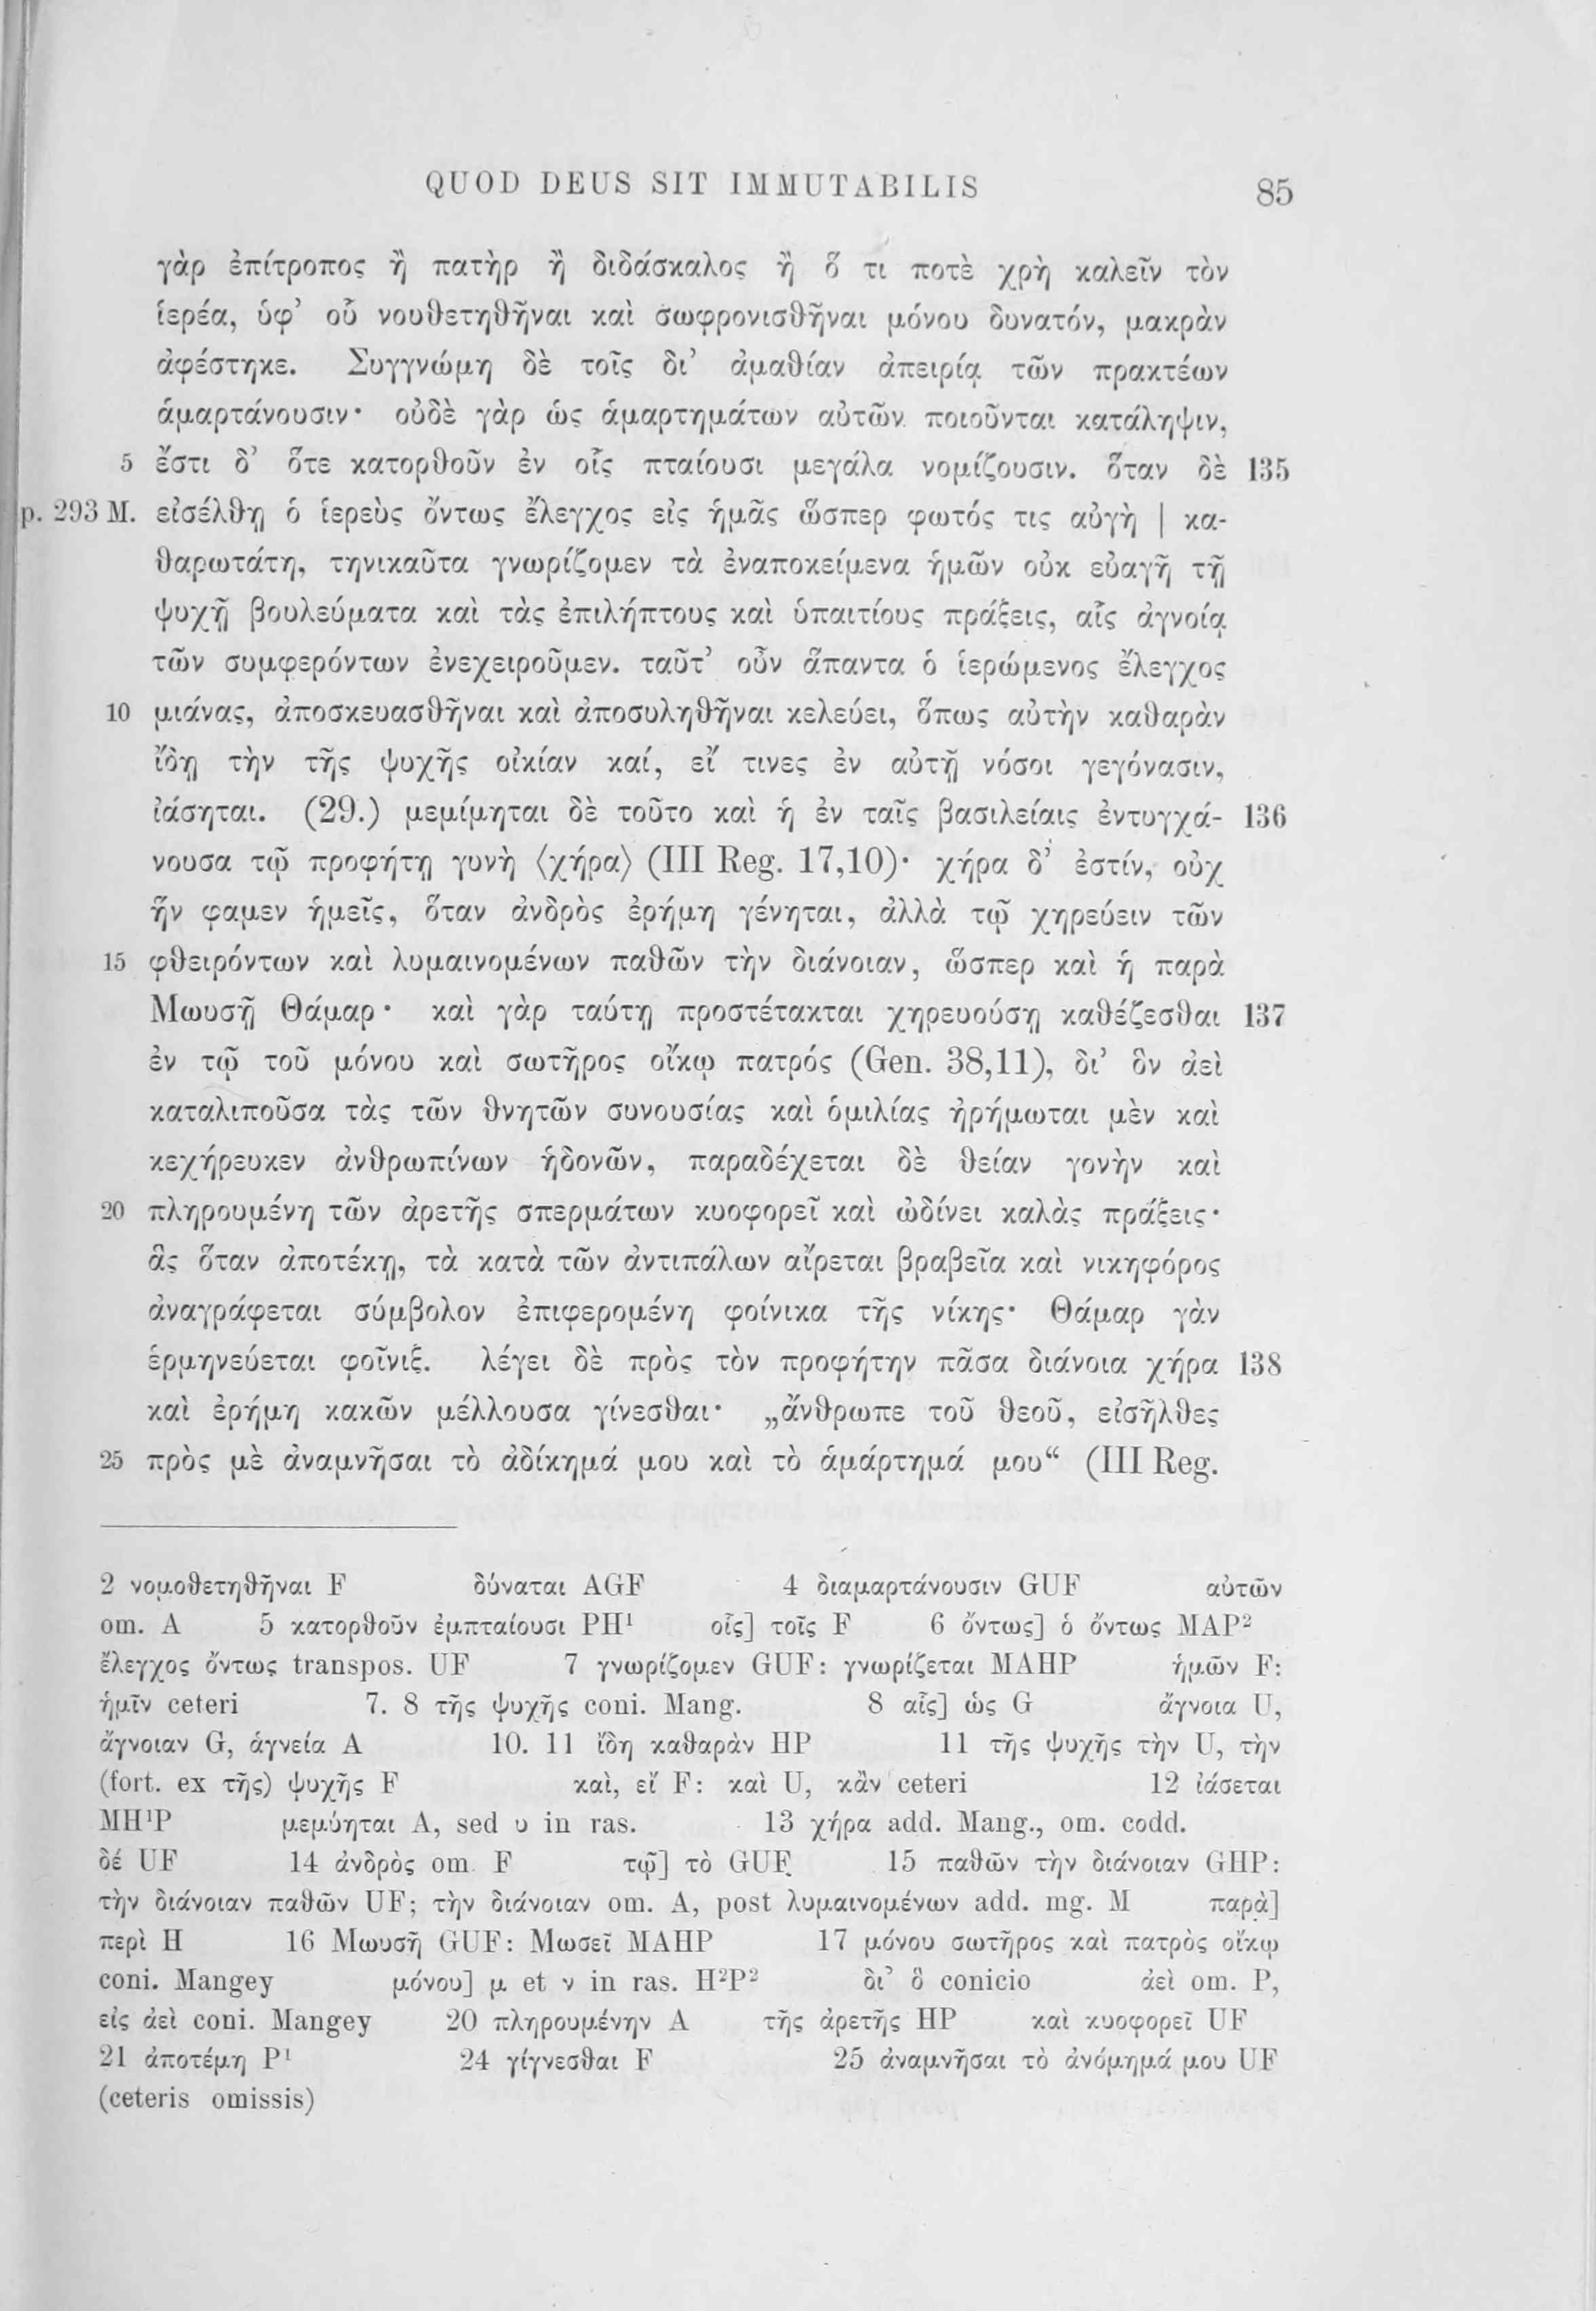 QUOD DEUS SIT IMMUTABILIS 85
γὰρ ἐπίτροπος ἢ πατὴρ ἢ διδάσκαλος ἢ ὅ τι ποτὲ χρὴ καλεῖν τὸν
ἱερέα, ὑφ’ οὗ νουθετηθῆναι καὶ σωφρονισθῆναι μόνου δυνατόν, μακρὰν
ἀφέστηκε. Συγγνώμη δὲ τοῖς δι’ ἀμαθίαν ἀπειρίᾳ τῶν πρακτέων
ἁμαρτάνουσιν· οὐδὲ γὰρ ὡς ἁμαρτημάτων αὐτῶν ποιοῦνται κατάληψιν,
5 ἔστι δ’ ὅτε κατορθοῦν ἐν οἷς πταίουσι μεγάλα νομίζουσιν. ὅταν δὲ 135
p. 293 M. εἰσέλθῃ ὁ ἱερεὺς ὄντως ἔλεγχος εἰς ἡμᾶς ὥσπερ φωτός τις αὐγὴ | κα-
θαρωτάτη, τηνικαῦτα γνωρίζομεν τὰ ἐναποκείμενα ἡμῶν οὐκ εὐαγῆ τῇ
ψυχῇ βουλεύματα καὶ τὰς ἐπιλήπτους καὶ ὑπαιτίους πράξεις, αἷς ἀγνοίᾳ
τῶν συμφερόντων ἐνεχειροῦμεν. ταῦτ’ οὖν ἅπαντα ὁ ἱερώμενος ἔλεγχος
10 μιάνας, ἀποσκευασθῆναι καὶ ἀποσυληθῆναι κελεύει, ὅπως αὐτὴν καθαρὰν
ἴδῃ τὴν τῆς ψυχῆς οἰκίαν καί, εἴ τινες ἐν αὐτῇ νόσοι γεγόνασιν,
ἰάσηται. (29.) μεμίμηται δὲ τοῦτο καὶ ἡ ἐν ταῖς βασιλείαις ἐντυγχά- 136
νουσα τῷ προφήτῃ γυνὴ ⟨χήρα⟩ (III Reg. 17,10)· χήρα δ’ ἐστίν, οὐχ
ἥν φαμεν ἡμεῖς, ὅταν ἀνδρὸς ἐρήμη γένηται, ἀλλὰ τῷ χηρεύειν τῶν
15 φθειρόντων καὶ λυμαινομένων παθῶν τὴν διάνοιαν, ὥσπερ καὶ ἡ παρὰ
Μωυσῇ Θάμαρ· καὶ γὰρ ταύτῃ προστέτακται χηρευούσῃ καθέζεσθαι 137
ἐν τῷ τοῦ μόνου καὶ σωτῆρος οἴκῳ πατρός (Gen. 38,11), δι’ ὃν ἀεὶ
καταλιποῦσα τὰς τῶν θνητῶν συνουσίας καὶ ὁμιλίας ἠρήμωται μὲν καὶ
κεχήρευκεν ἀνθρωπίνων ἡδονῶν, παραδέχεται δὲ θείαν γονὴν καὶ
20 πληρουμένη τῶν ἀρετῆς σπερμάτων κυοφορεῖ καὶ ὠδίνει καλὰς πράξεις·
ἃς ὅταν ἀποτέκῃ, τὰ κατὰ τῶν ἀντιπάλων αἴρεται βραβεῖα καὶ νικηφόρος
ἀναγράφεται σύμβολον ἐπιφερομένη φοίνικα τῆς νίκης· Θάμαρ γὰν
ἑρμηνεύεται φοῖνιξ. λέγει δὲ πρὸς τὸν προφήτην πᾶσα διάνοια χήρα 138
καὶ ἐρήμη κακῶν μέλλουσα γίνεσθαι· „ἄνθρωπε τοῦ θεοῦ, εἰσῆλθες
25 πρὸς μὲ ἀναμνῆσαι τὸ ἀδίκημά μου καὶ τὸ ἁμάρτημά μου“ (III Reg.
2 νομοθετηθῆναι F δύναται AGF 4 διαμαρτάνουσιν GUF αὐτῶν
om. A 5 κατορθοῦν ἐμπταίουσι PH¹ οἷς] τοῖς F 6 ὄντως] ὁ ὄντως MAP²
ἔλεγχος ὄντως transpos. UF 7 γνωρίζομεν GUF: γνωρίζεται MAHP ἡμῶν F:
ἡμῖν ceteri 7. 8 τῆς ψυχῆς coni. Mang. 8 αἷς] ὡς G ἄγνοια U,
ἄγνοιαν G, ἁγνεία A 10. 11 ἴδη καθαρὰν HP 11 τῆς ψυχῆς τὴν U, τὴν
(fort. ex τῆς) ψυχῆς F καὶ, εἴ F: καὶ U, κἂν ceteri 12 ἰάσεται
MH¹P μεμύηται A, sed υ in ras. 13 χήρα add. Mang., om. codd.
δέ UF 14 ἀνδρὸς om. F τῷ] τὸ GUF 15 παθῶν τὴν διάνοιαν GHP:
τὴν διάνοιαν παθῶν UF; τὴν διάνοιαν om. A, post λυμαινομένων add. mg. M παρὰ]
περὶ H 16 Μωυσῇ GUF: Μωσεῖ MAHP 17 μόνου σωτῆρος καὶ πατρὸς οἴκῳ
coni. Mangey μόνου] μ et ν in ras. H²P² δι’ ὃ conicio ἀεὶ om. P,
εἰς ἀεὶ coni. Mangey 20 πληρουμένην A τῆς ἀρετῆς HP καὶ κυοφορεῖ UF
21 ἀποτέμη P¹ 24 γίγνεσθαι F 25 ἀναμνῆσαι τὸ ἀνόμημά μου UF
(ceteris omissis)